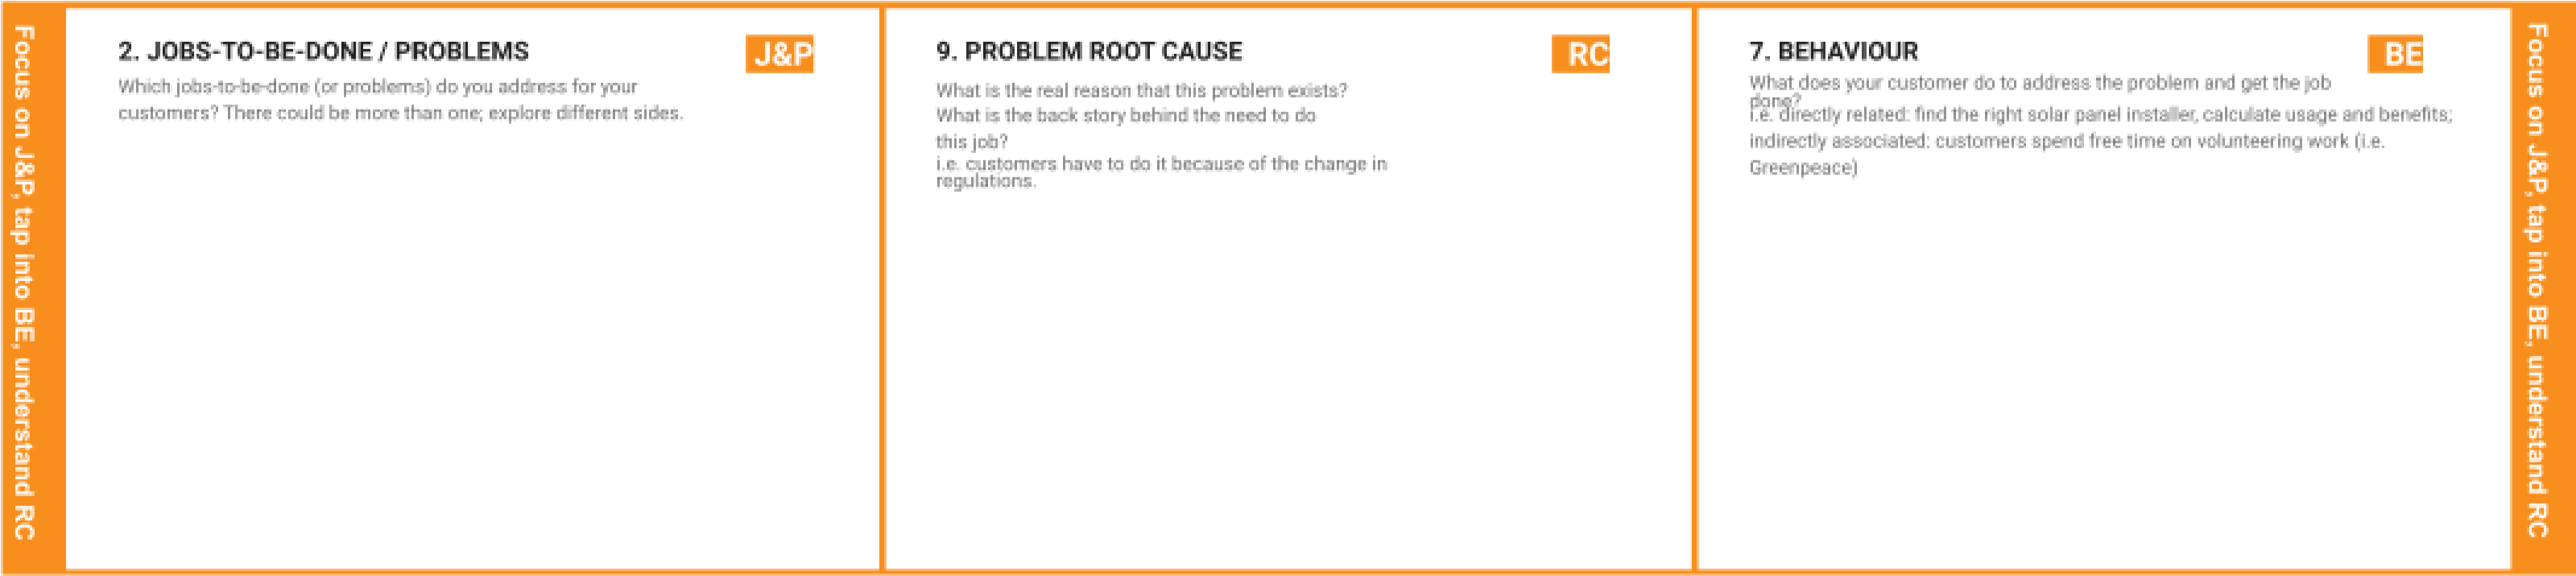 Focus on J&P, tap into BE, understand RC
2. JOBS-TO-BE-DONE / PROBLEMS
J&P
Which jobs-to-be-done (or problems) do you address for your
customers? There could be more than one; explore different sides.
9. PROBLEM ROOT CAUSE
RC
What is the real reason that this problem exists?
What is the back story behind the need to do
this job?
i.e. customers have to do it because of the change in
regulations.
7. BEHAVIOUR
BE
What does your customer do to address the problem and get the job
done?
i.e. directly related: find the right solar panel installer, calculate usage and benefits;
indirectly associated: customers spend free time on volunteering work (i.e.
Greenpeace)
Focus on J&P, tap into BE, understand RC